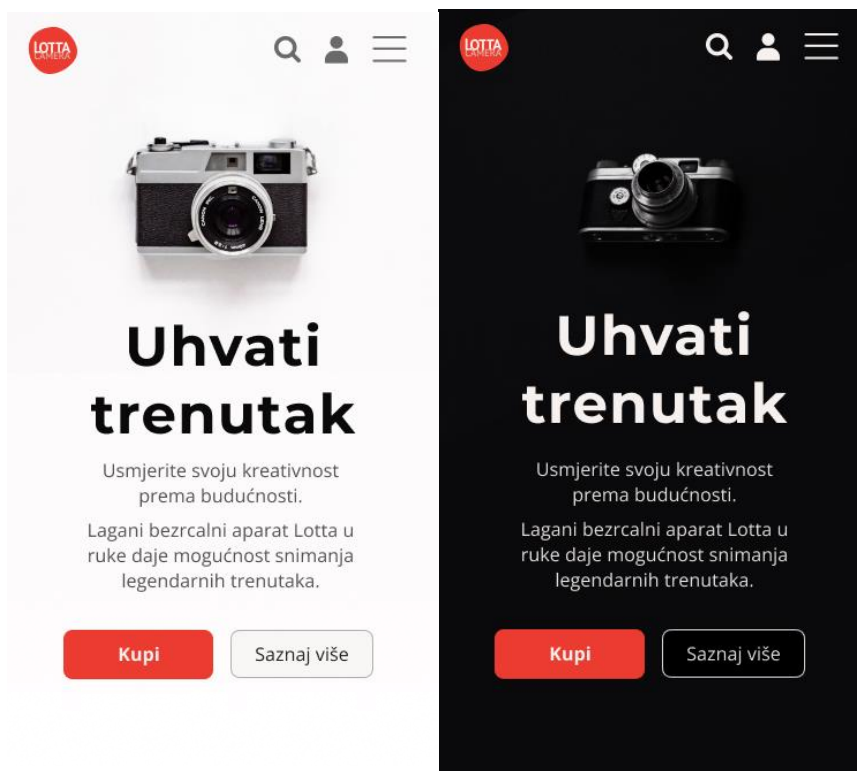 LOTTA
CAMERA
Uhvati
trenutak
Usmjerite svoju kreativnost
prema budućnosti.
Lagani bezrcalni aparat Lotta u
ruke daje mogućnost snimanja
legendarnih trenutaka.
Kupi
Saznaj više
LOTTA
CAMERA
Uhvati
trenutak
Usmjerite svoju kreativnost
prema budućnosti.
Lagani bezrcalni aparat Lotta u
ruke daje mogućnost snimanja
legendarnih trenutaka.
Kupi
Saznaj više